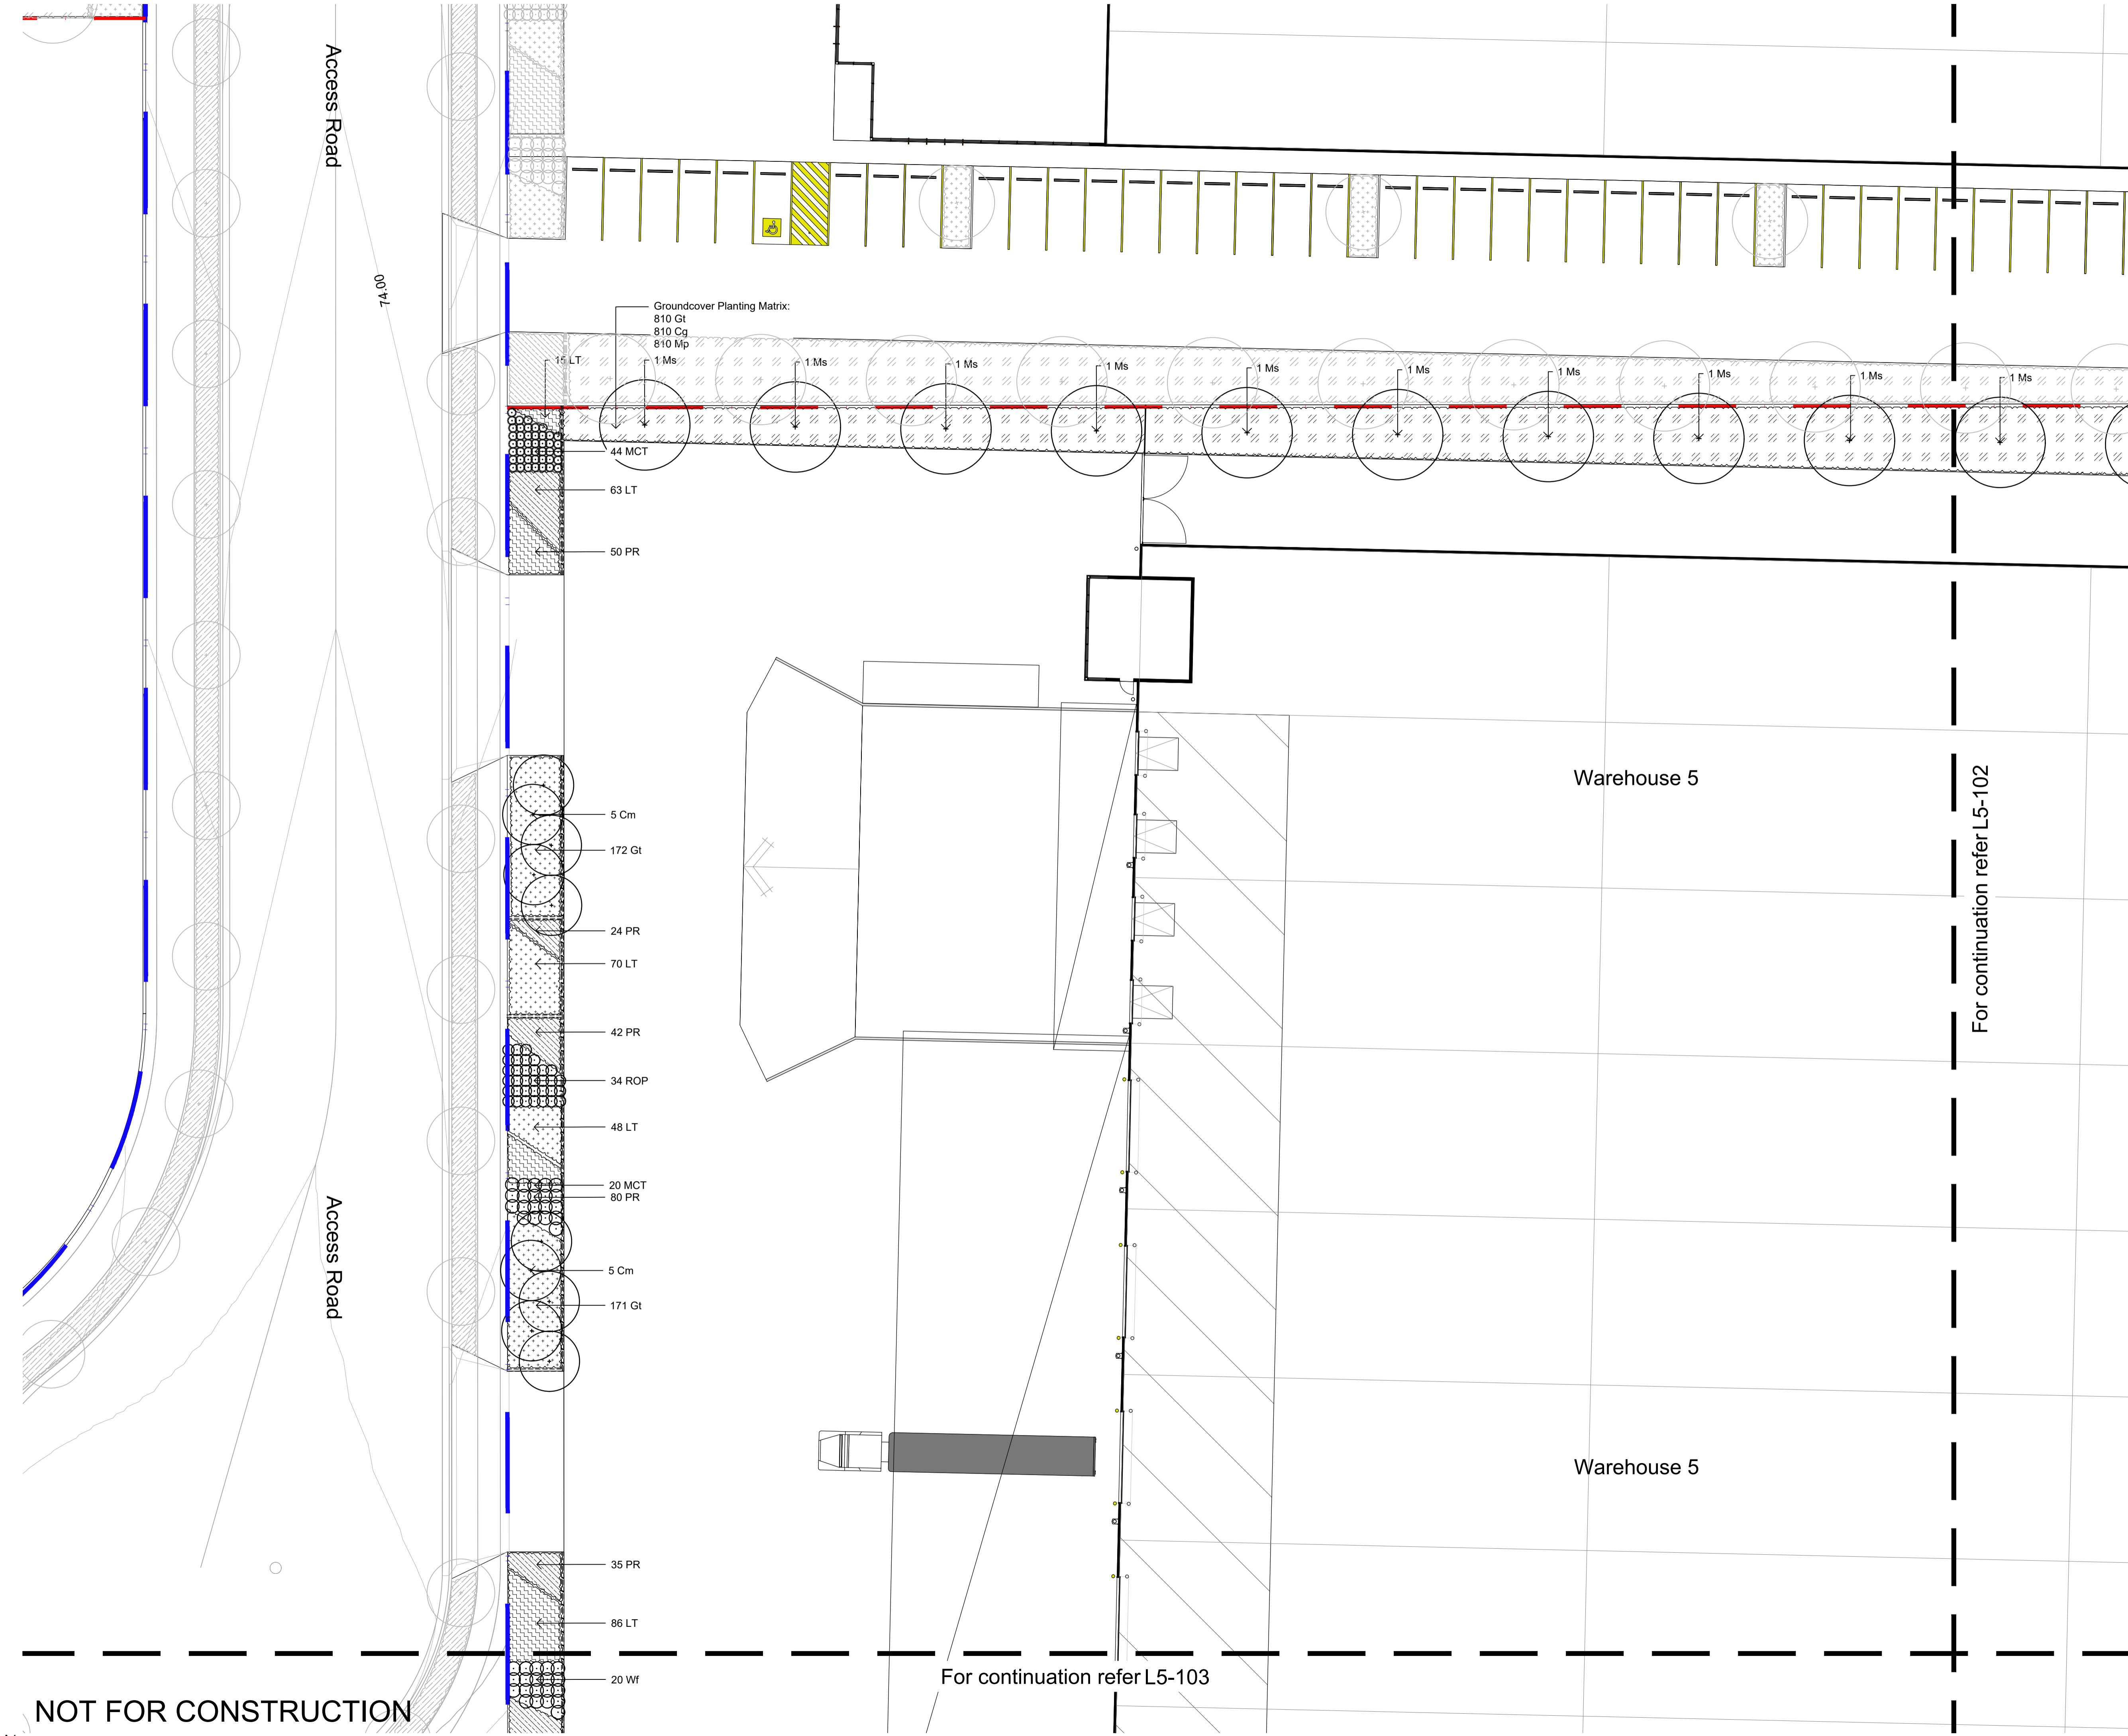 Access Road
74.00
Groundcover Planting Matrix:
810 Gt
810 Cg
810 Mp
15 LT
1 Ms
1 Ms
1 Ms
1 Ms
1 Ms
1 Ms
1 Ms
1 Ms
1 Ms
1 Ms
44 MCT
63 LT
50 PR
Warehouse 5
For continuation refer L5-102
5 Cm
172 Gt
24 PR
70 LT
42 PR
34 ROP
48 LT
20 MCT
80 PR
Access Road
5 Cm
171 Gt
Warehouse 5
35 PR
86 LT
For continuation refer L5-103
20 Wf
NOT FOR CONSTRUCTION